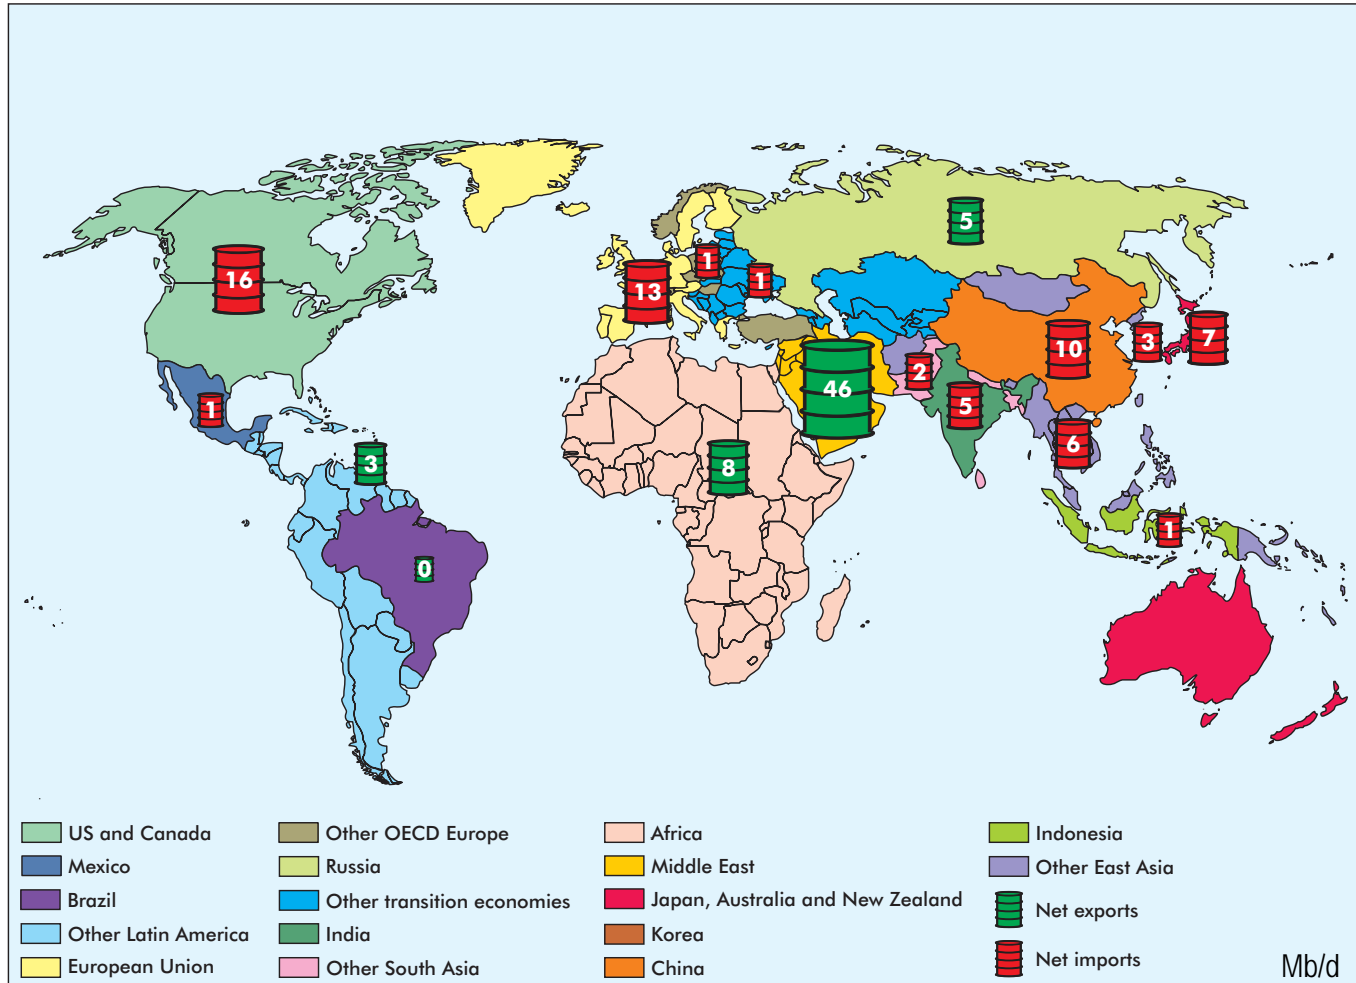 5
1
1
16
13
3
7
10
46
2
1
5
6
3
8
1
0
US and Canada
Mexico
Brazil
Other Latin America
European Union
Other OECD Europe
Russia
Other transition economies
India
Other South Asia
Africa
Middle East
Japan, Australia and New Zealand
Korea
China
Indonesia
Other East Asia
Net exports
Net imports
Mb/d